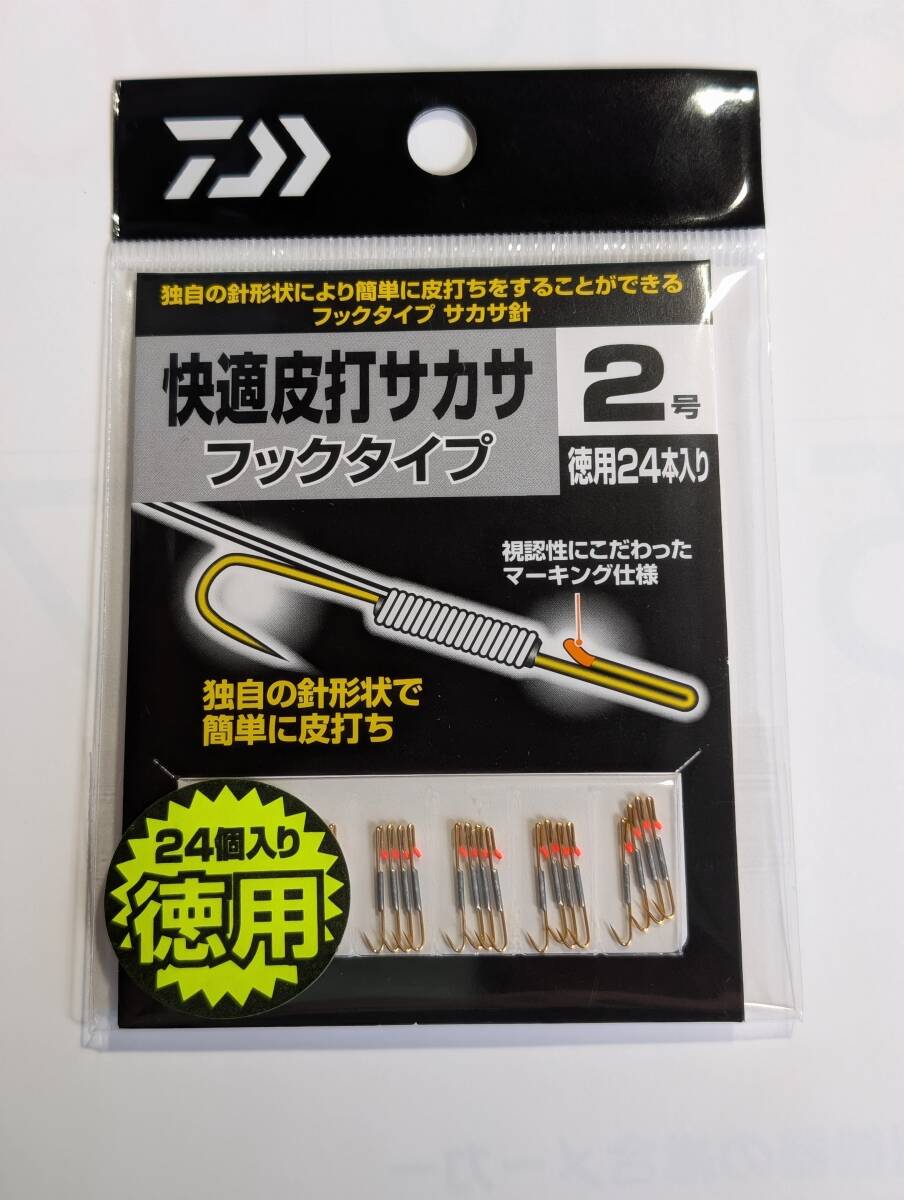 独自の針形状により簡単に皮打ちをすることができる
フックタイプ サカサ針
快適皮打サカサ
フックタイプ
2号
徳用24本入り
視認性にこだわった
マーキング仕様
独自の針形状で
簡単に皮打ち
24個入り
徳用